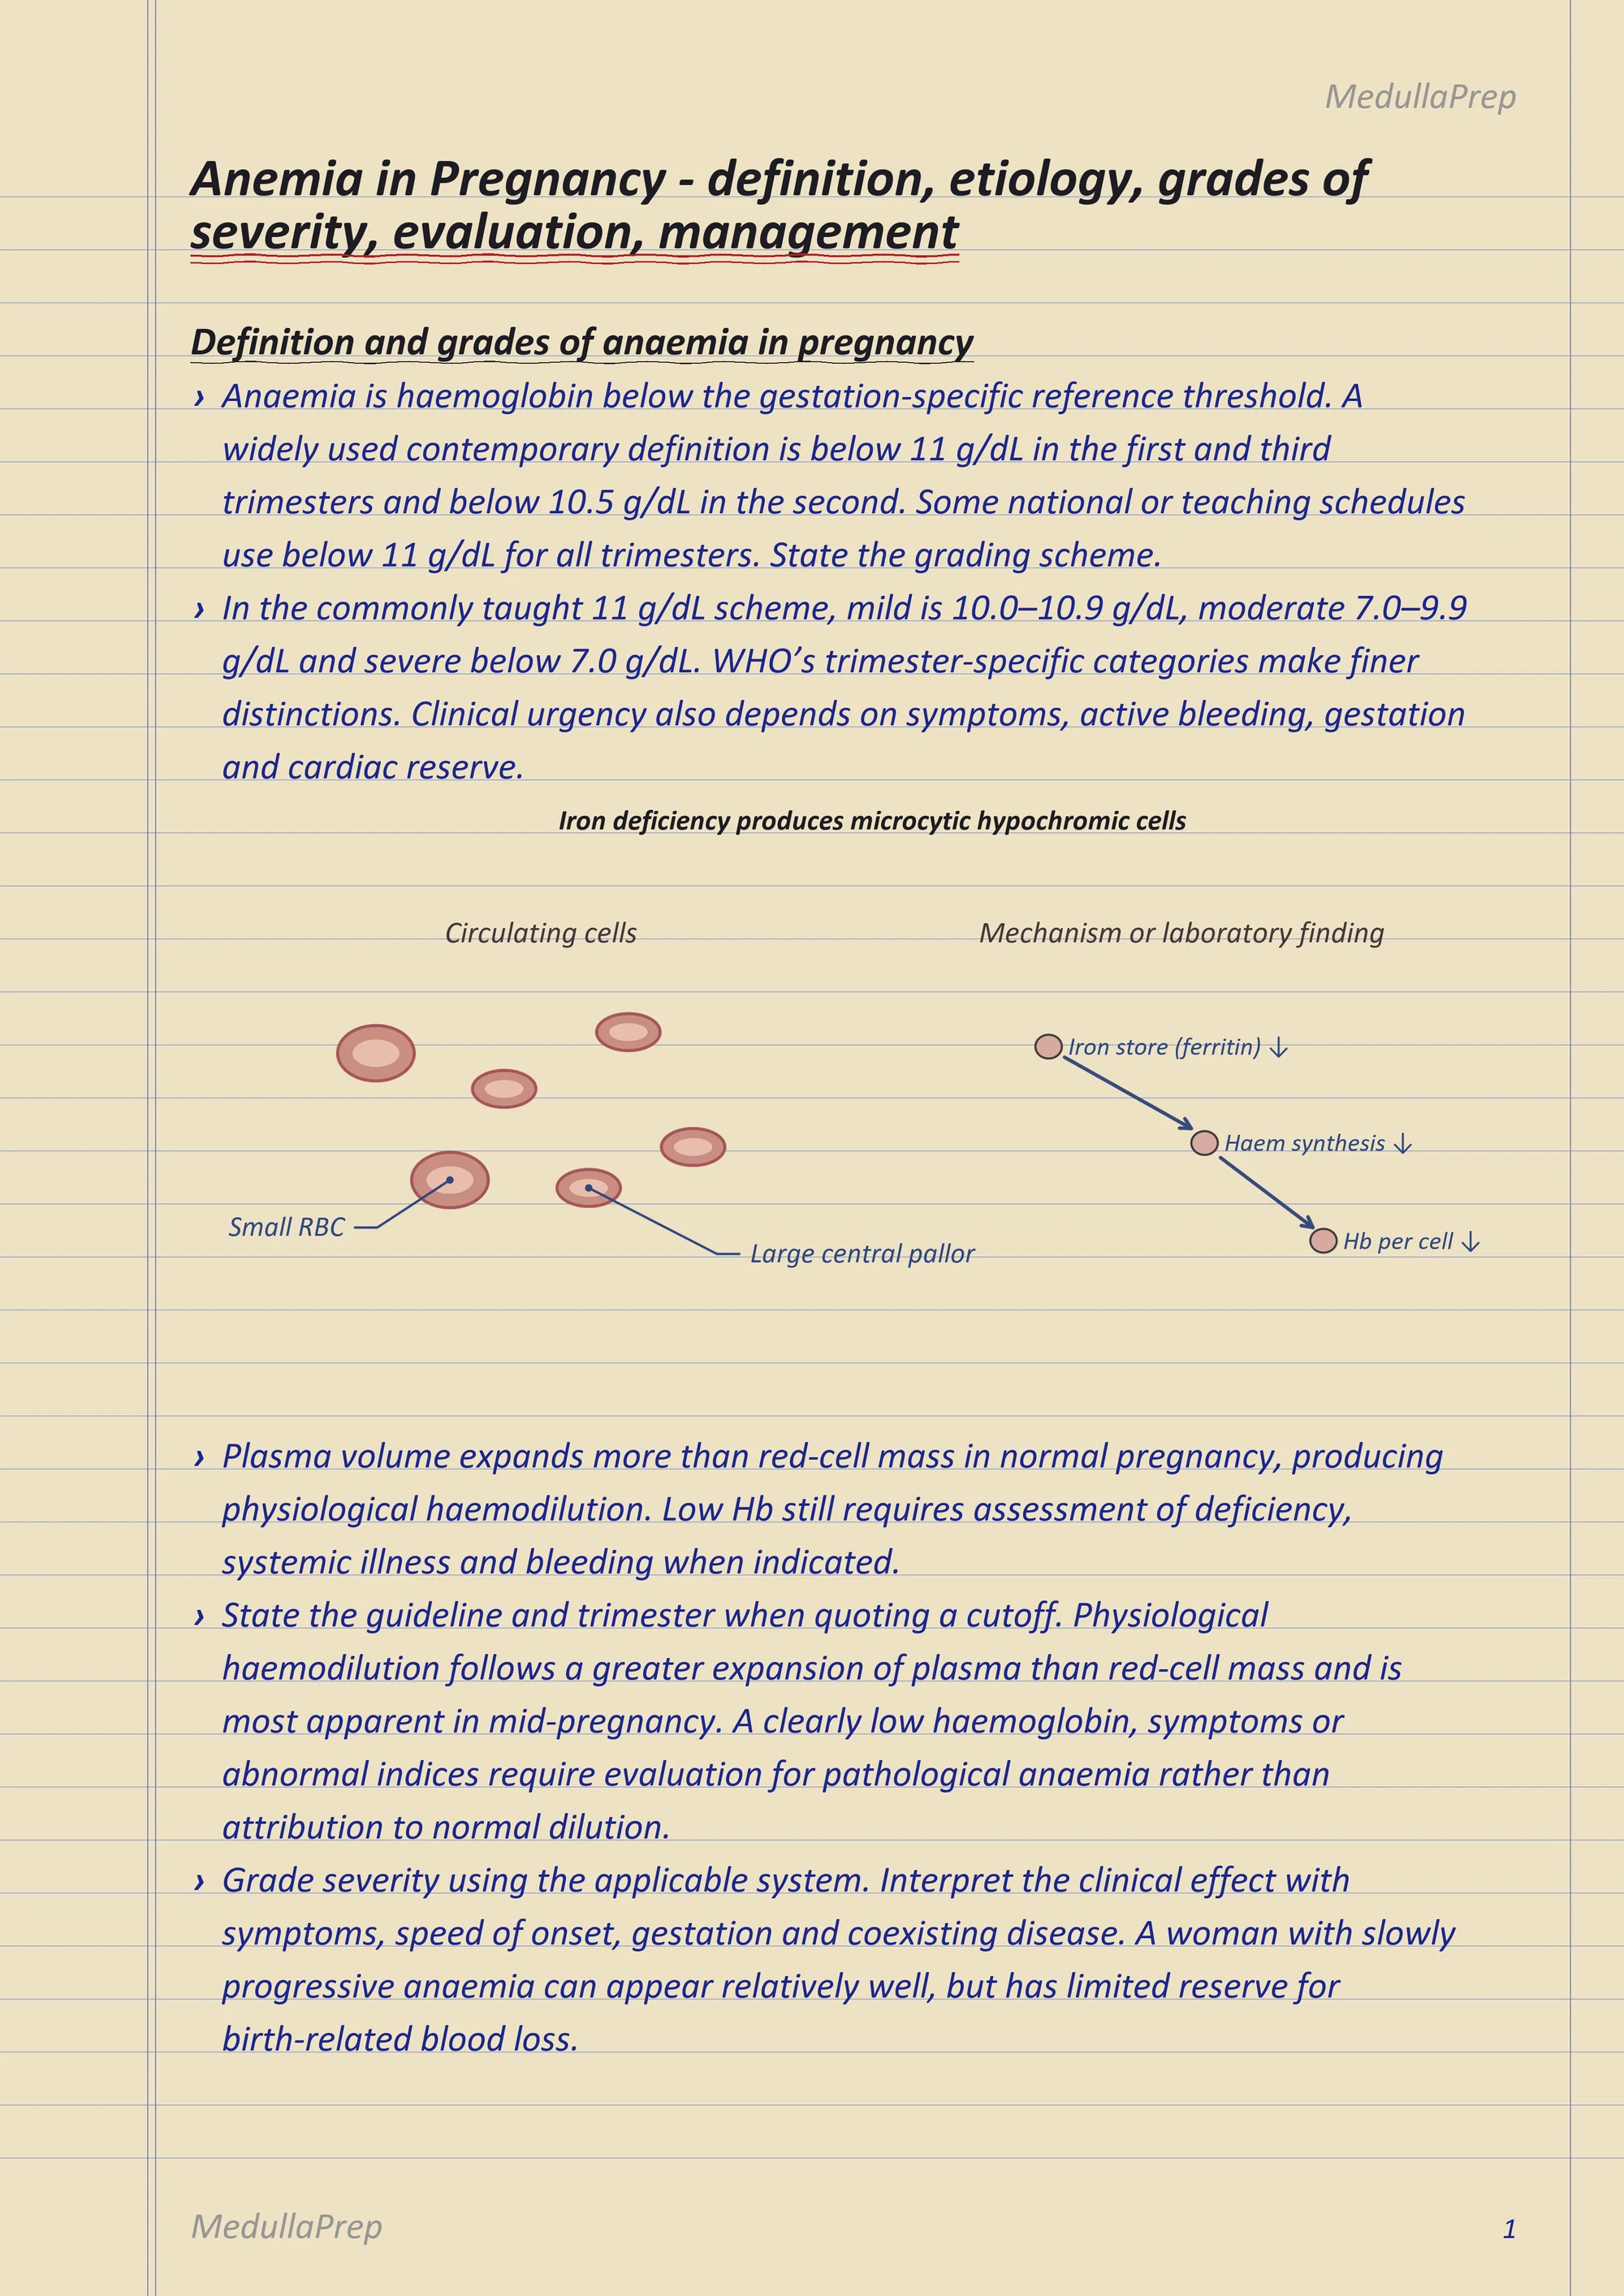 MedullaPrep
Anemia in Pregnancy - definition, etiology, grades of
severity, evaluation, management
Definition and grades of anaemia in pregnancy
› Anaemia is haemoglobin below the gestation-specific reference threshold. A
widely used contemporary definition is below 11 g/dL in the first and third
trimesters and below 10.5 g/dL in the second. Some national or teaching schedules
use below 11 g/dL for all trimesters. State the grading scheme.
› In the commonly taught 11 g/dL scheme, mild is 10.0–10.9 g/dL, moderate 7.0–9.9
g/dL and severe below 7.0 g/dL. WHO’s trimester-specific categories make finer
distinctions. Clinical urgency also depends on symptoms, active bleeding, gestation
and cardiac reserve.
Iron deficiency produces microcytic hypochromic cells
Circulating cells
Mechanism or laboratory finding
Iron store (ferritin) ↓
Haem synthesis ↓
Small RBC
Large central pallor
Hb per cell ↓
› Plasma volume expands more than red-cell mass in normal pregnancy, producing
physiological haemodilution. Low Hb still requires assessment of deficiency,
systemic illness and bleeding when indicated.
› State the guideline and trimester when quoting a cutoff. Physiological
haemodilution follows a greater expansion of plasma than red-cell mass and is
most apparent in mid-pregnancy. A clearly low haemoglobin, symptoms or
abnormal indices require evaluation for pathological anaemia rather than
attribution to normal dilution.
› Grade severity using the applicable system. Interpret the clinical effect with
symptoms, speed of onset, gestation and coexisting disease. A woman with slowly
progressive anaemia can appear relatively well, but has limited reserve for
birth-related blood loss.
MedullaPrep
1